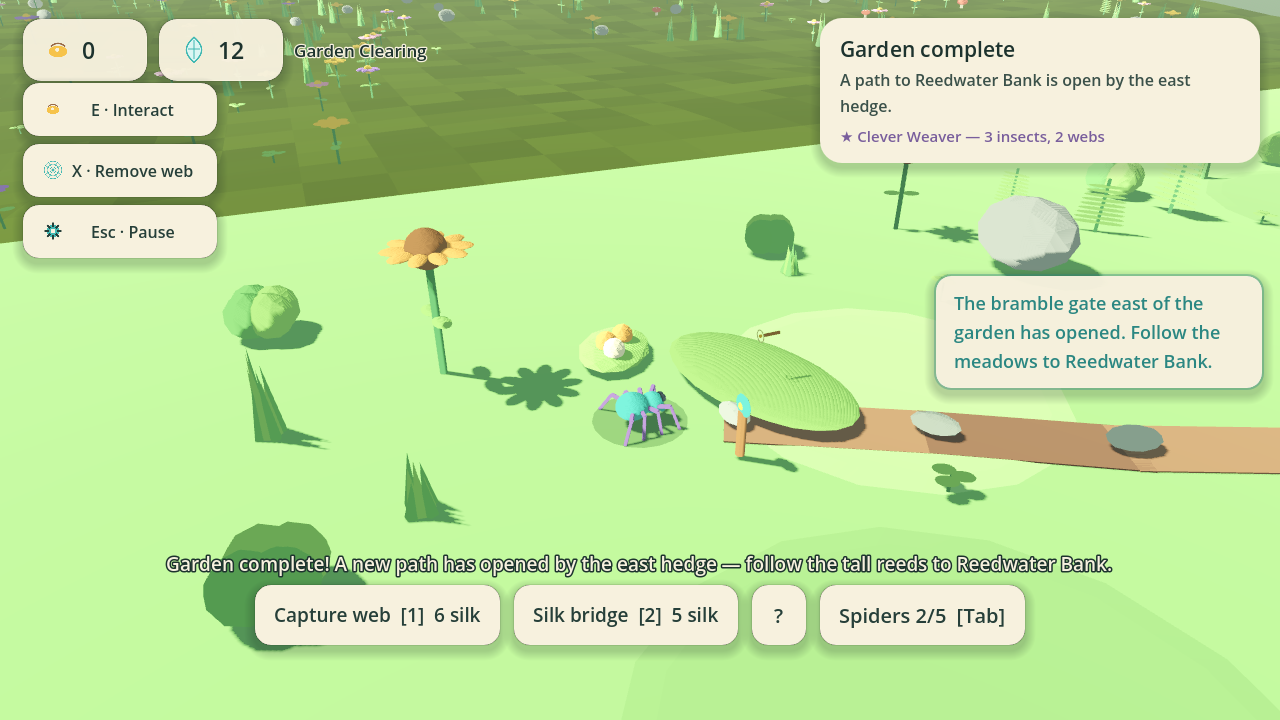 0
12
Garden Clearing
E · Interact
X · Remove web
Esc · Pause
Garden complete
A path to Reedwater Bank is open by the east
hedge.
★ Clever Weaver — 3 insects, 2 webs
The bramble gate east of the
garden has opened. Follow the
meadows to Reedwater Bank.
Garden complete! A new path has opened by the east hedge — follow the tall reeds to Reedwater Bank.
Capture web [1] 6 silk
Silk bridge [2] 5 silk
?
Spiders 2/5 [Tab]